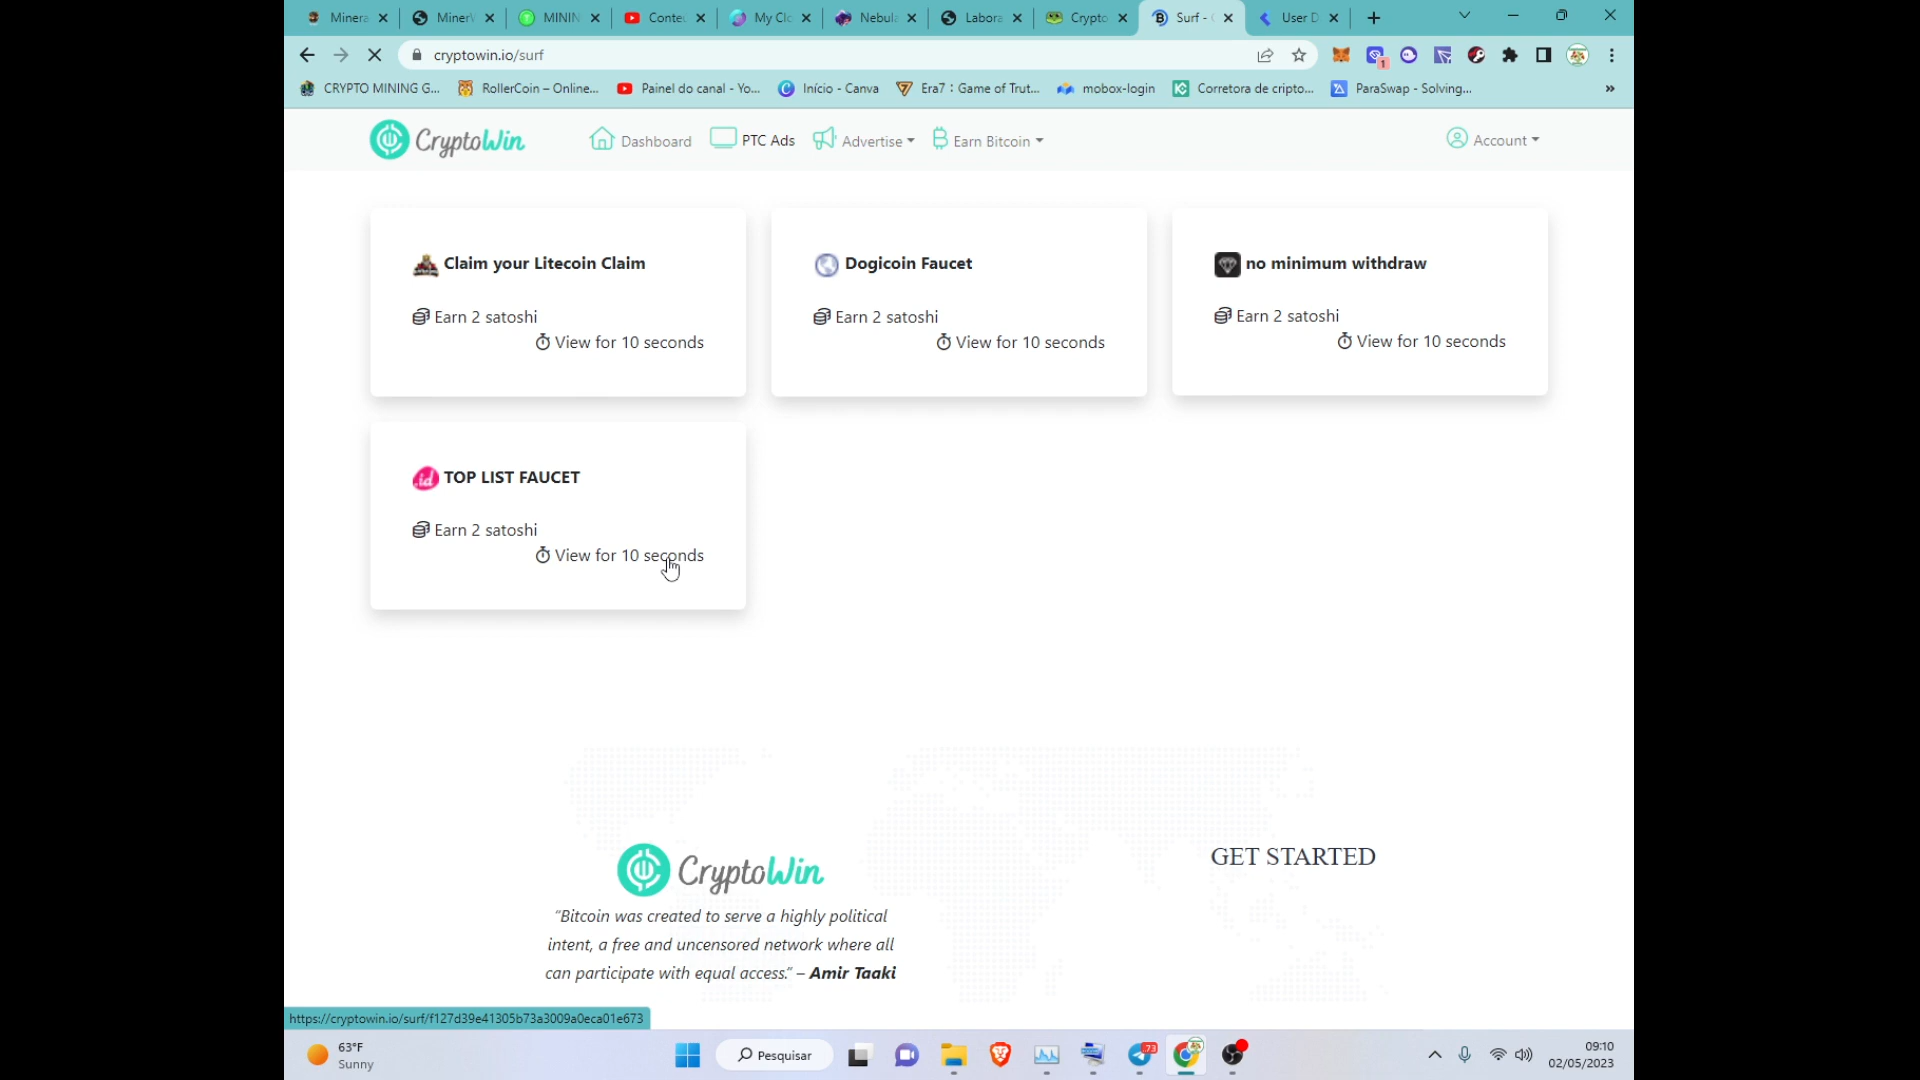 Minera
Miner
MININ
Conte
My Clo
Nebula
Labora
Crypto
Surf -
User D
cryptowin.io/surf
1
CRYPTO MINING G...
RollerCoin – Online...
Painel do canal - Yo...
Início - Canva
Era7 : Game of Trut...
mobox-login
Corretora de cripto...
ParaSwap - Solving...
»
CryptoWin
Dashboard
PTC Ads
Advertise
Earn Bitcoin
Account
Claim your Litecoin Claim
Earn 2 satoshi
View for 10 seconds
Dogicoin Faucet
Earn 2 satoshi
View for 10 seconds
no minimum withdraw
Earn 2 satoshi
View for 10 seconds
.id TOP LIST FAUCET
Earn 2 satoshi
View for 10 seconds
CryptoWin
GET STARTED
“Bitcoin was created to serve a highly political
intent, a free and uncensored network where all
can participate with equal access.” – Amir Taaki
https://cryptowin.io/surf/f127d39e41305b73a3009a0eca01e673
63°F
Sunny
Pesquisar
73
09:10
02/05/2023